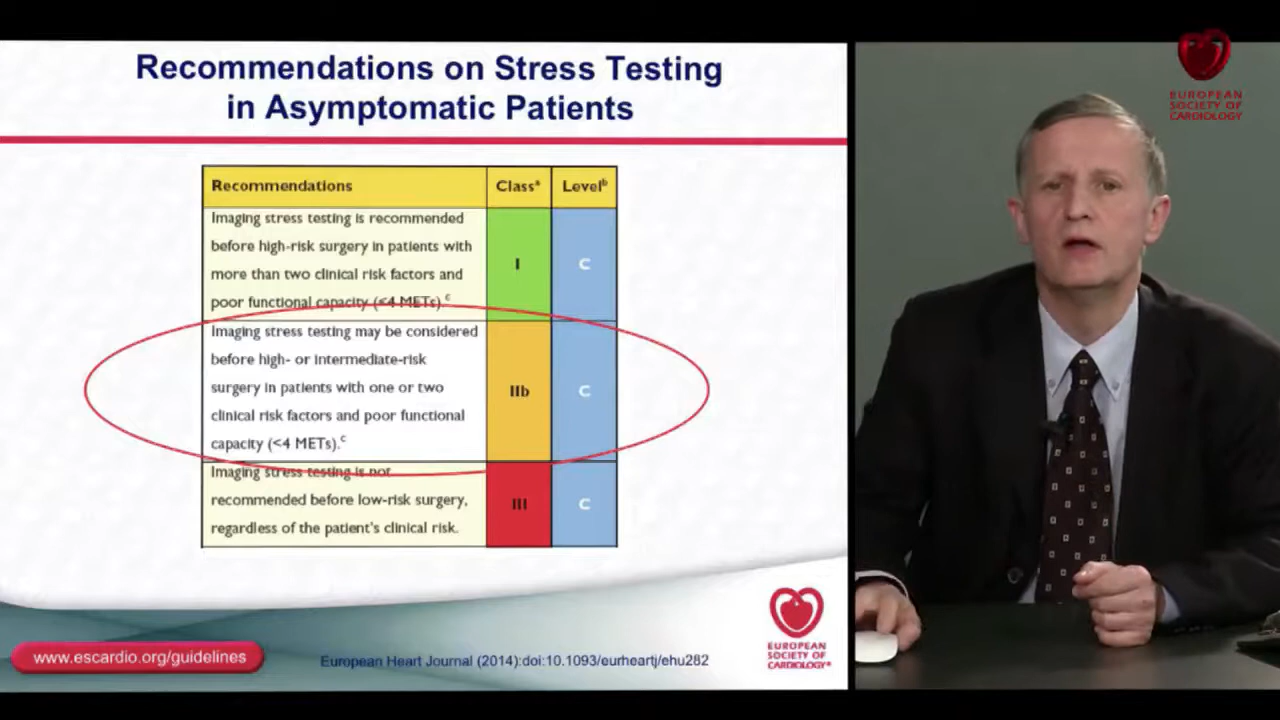 Recommendations on Stress Testing
in Asymptomatic Patients
Recommendations Classᵃ Levelᵇ
Imaging stress testing is recommended
before high-risk surgery in patients with
more than two clinical risk factors and
poor functional capacity (<4 METs).ᶜ
I C
Imaging stress testing may be considered
before high- or intermediate-risk
surgery in patients with one or two
clinical risk factors and poor functional
capacity (<4 METs).ᶜ
IIb C
Imaging stress testing is not
recommended before low-risk surgery,
regardless of the patient's clinical risk.
III C
www.escardio.org/guidelines
European Heart Journal (2014):doi:10.1093/eurheartj/ehu282
EUROPEAN
SOCIETY OF
CARDIOLOGY®
EUROPEAN
SOCIETY OF
CARDIOLOGY